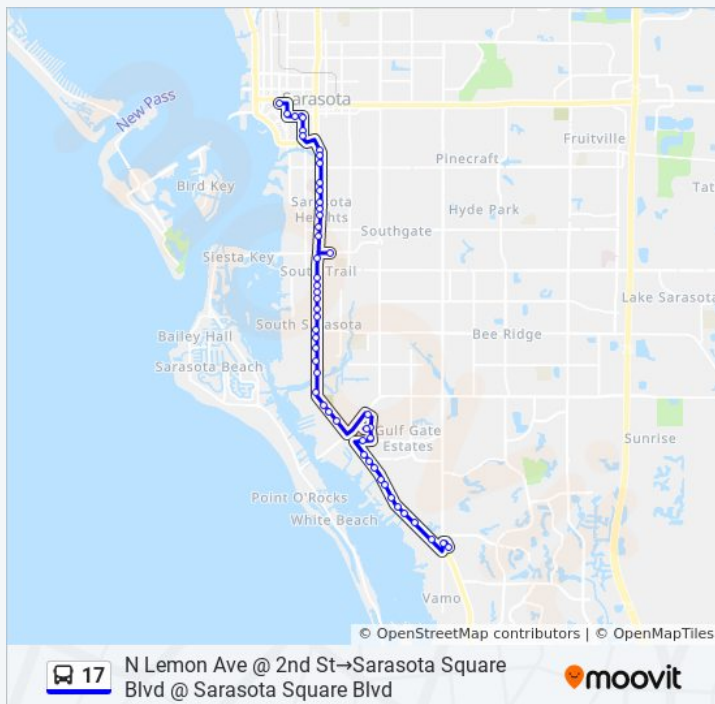 New Pass
Sarasota
Fruitville
Pinecraft
Bird Key
Tat
Sarasota
Heights
Hyde Park
Southgate
Siesta Key
South Trail
Lake Sarasota
South Sarasota
Bailey Hall
Bee Ridge
Sarasota Beach
Gulf Gate
Estates
Sunrise
Point O'Rocks
White Beach
Vamo
© OpenStreetMap contributors | © OpenMapTiles
17
N Lemon Ave @ 2nd St→Sarasota Square
Blvd @ Sarasota Square Blvd
moovit